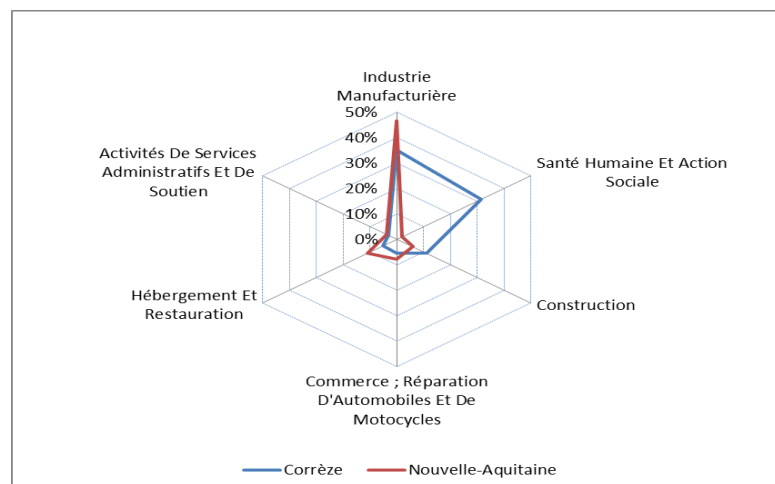 Industrie
Manufacturière
50%
40%
30%
20%
10%
0%
Santé Humaine Et Action
Sociale
Construction
Commerce ; Réparation
D'Automobiles Et De
Motocycles
Hébergement Et
Restauration
Activités De Services
Administratifs Et De
Soutien
Corrèze
Nouvelle-Aquitaine